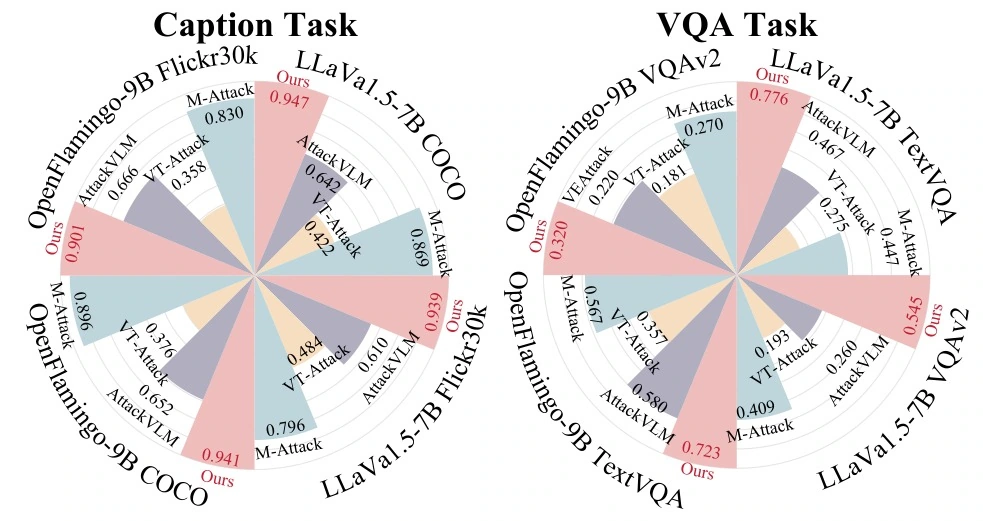 Caption Task
LLaVa1.5-7B COCO
Ours
0.947
AttackVLM
0.642
VT-Attack
0.422
M-Attack
0.869
LLaVa1.5-7B Flickr30k
Ours
0.939
AttackVLM
0.610
VT-Attack
0.484
M-Attack
0.796
OpenFlamingo-9B COCO
Ours
0.941
AttackVLM
0.652
VT-Attack
0.376
M-Attack
0.896
OpenFlamingo-9B Flickr30k
Ours
0.901
AttackVLM
0.666
VT-Attack
0.358
M-Attack
0.830
VQA Task
LLaVa1.5-7B TextVQA
Ours
0.776
AttackVLM
0.467
VT-Attack
0.275
M-Attack
0.447
LLaVa1.5-7B VQAv2
Ours
0.545
AttackVLM
0.260
VT-Attack
0.193
M-Attack
0.409
OpenFlamingo-9B TextVQA
Ours
0.723
AttackVLM
0.580
VT-Attack
0.357
M-Attack
0.567
OpenFlamingo-9B VQAv2
Ours
0.320
VEAttack
0.220
VT-Attack
0.181
M-Attack
0.270